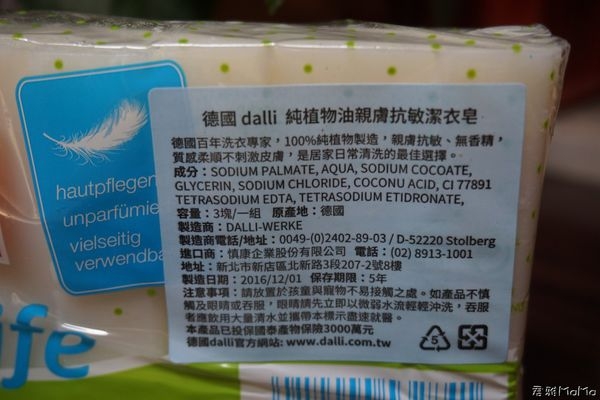 德國 dalli 純植物油親膚抗敏潔衣皂
德國百年洗衣專家，100%純植物製造，親膚抗敏、無香精，
質感柔順不刺激皮膚，是居家日常清洗的最佳選擇。
成分：SODIUM PALMATE, AQUA, SODIUM COCOATE,
GLYCERIN, SODIUM CHLORIDE, COCONU ACID, CI 77891
TETRASODIUM EDTA, TETRASODIUM ETIDRONATE,
容量：3塊/一組 原產地：德國
製造商：DALLI-WERKE
製造商電話/地址：0049-(0)2402-89-03 / D-52220 Stolberg
進口商：慎康企業股份有限公司 電話：(02) 8913-1001
地址：新北市新店區北新路3段207-2號8樓
製造日期：2016/12/01 保存期限：5年
注意事項：請放置於孩童與寵物不易接觸之處。如產品不慎
觸及眼睛或吞服，眼睛請先立即以微弱水流輕輕沖洗，吞服
者應飲用大量清水並攜帶本標示盡速就醫。
本產品已投保國泰產物保險3000萬元
德國dalli官方網站：www.dalli.com.tw
5
hautpflegen
unparfümie
vielseitig
verwendba
ife
君雅MaMa